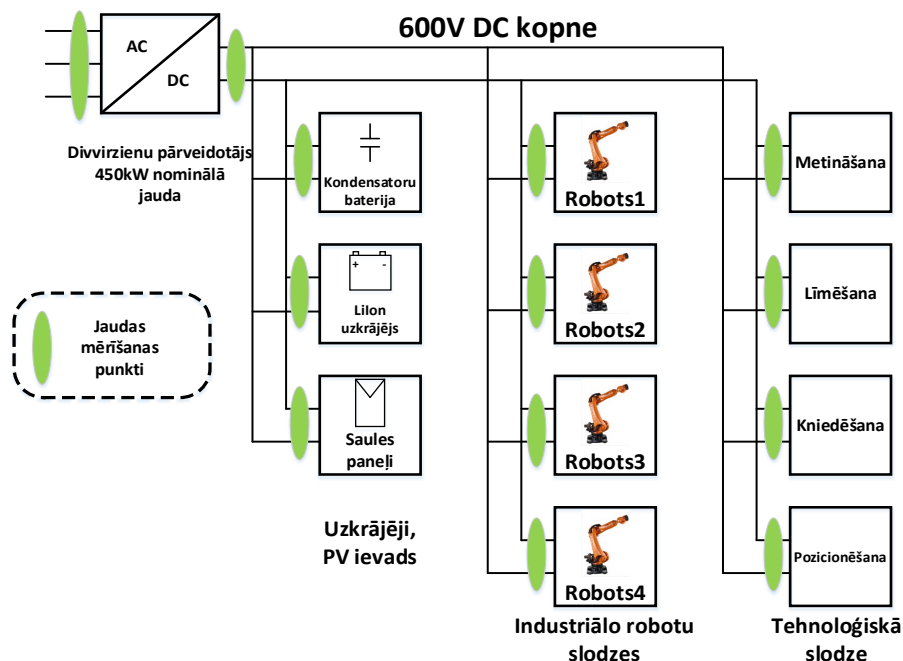 600V DC kopne
AC
DC
Divvirzienu pārveidotājs
450kW nominālā
jauda
Jaudas
mērīšanas
punkti
Kondensatoru
baterija
+ -
LiIon
uzkrājējs
Saules
paneļi
Uzkrājēji,
PV ievads
Robots1
Robots2
Robots3
Robots4
Industriālo robotu
slodzes
Metināšana
Līmēšana
Kniedēšana
Pozicionēšana
Tehnoloģiskā
slodze